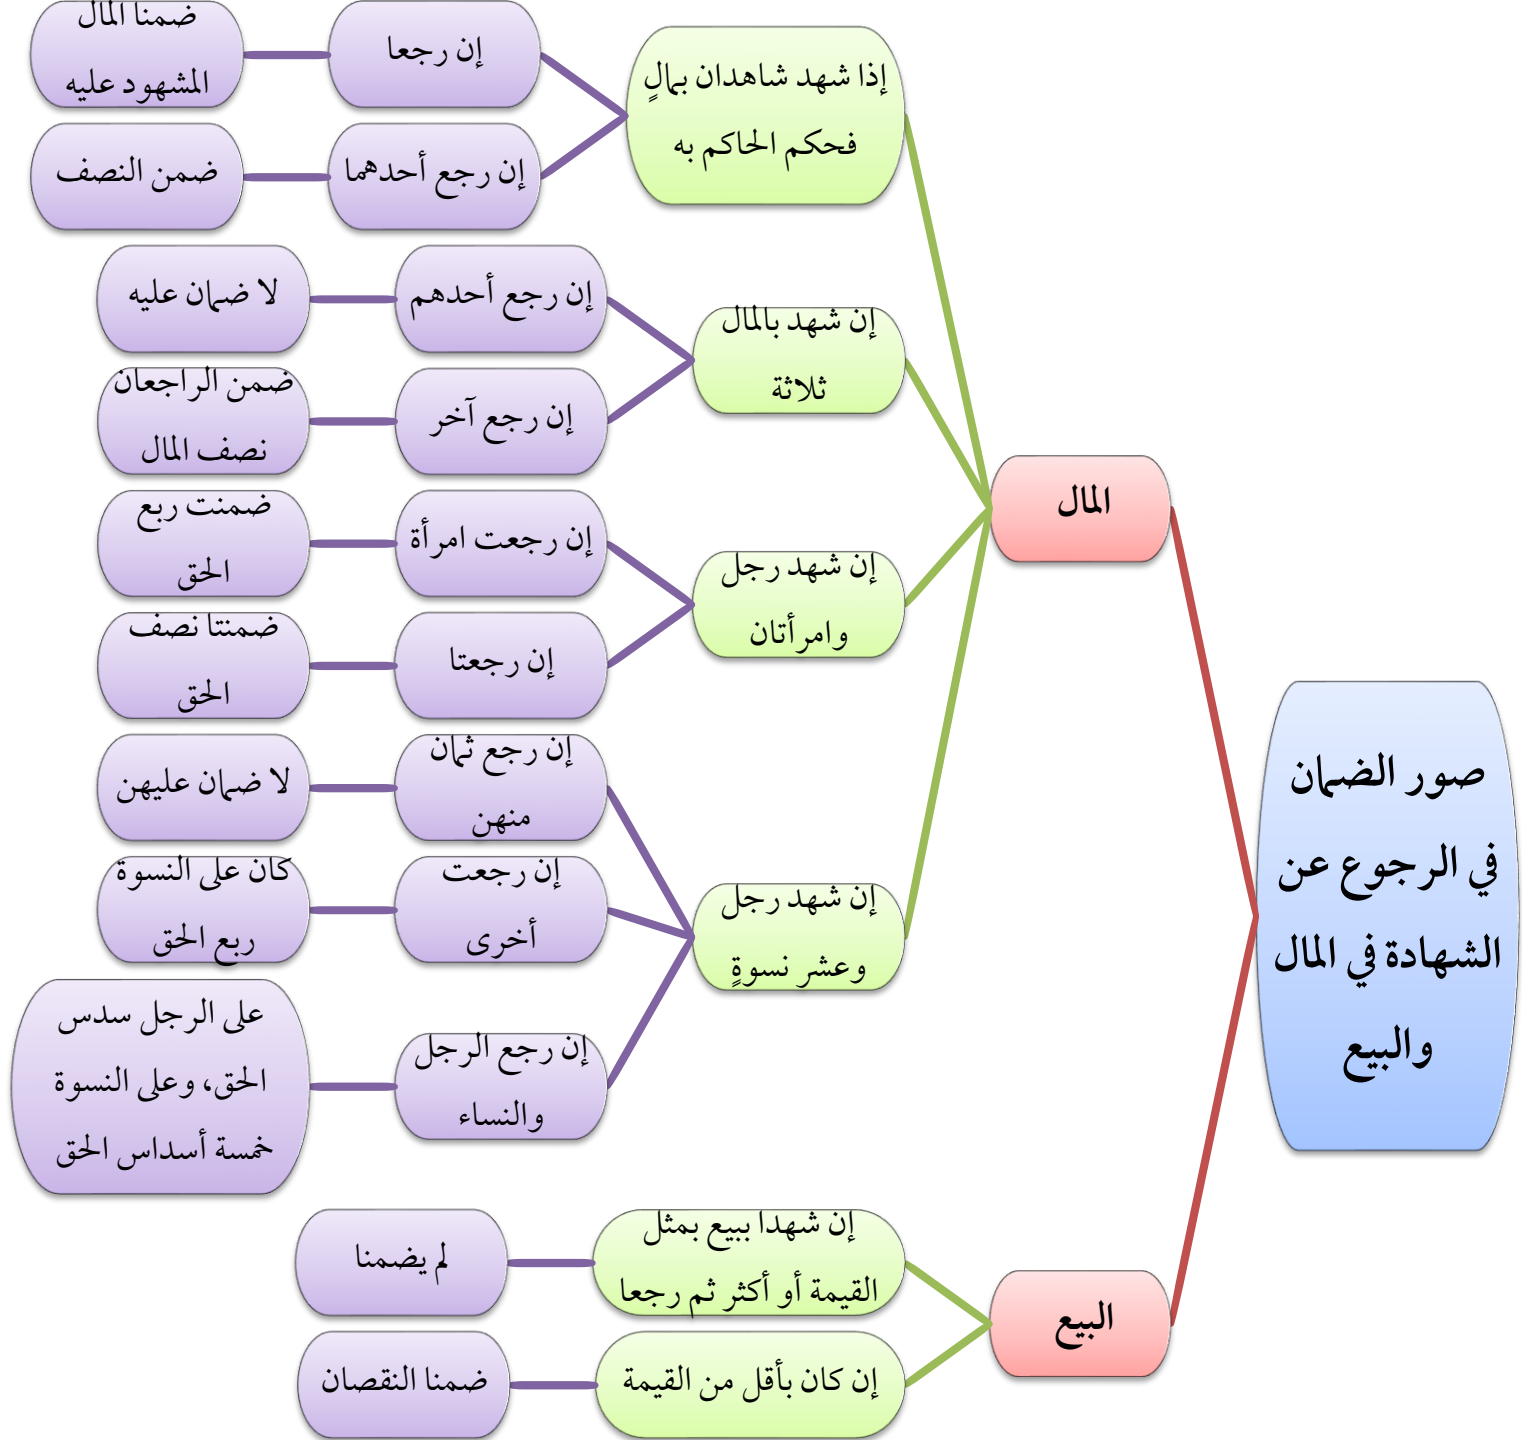 صور الضمان
في الرجوع عن
الشهادة في المال
والبيع
المال
إذا شهد شاهدان بمالٍ
فحكم الحاكم به
إن رجعا
ضمنا المال
المشهود عليه
إن رجع أحدهما
ضمن النصف
إن شهد بالمال
ثلاثة
إن رجع أحدهم
لا ضمان عليه
إن رجع آخر
ضمن الراجعان
نصف المال
إن شهد رجل
وامرأتان
إن رجعت امرأة
ضمنت ربع
الحق
إن رجعتا
ضمنتا نصف
الحق
إن شهد رجل
وعشر نسوةٍ
إن رجع ثمان
منهن
لا ضمان عليهن
إن رجعت
أخرى
كان على النسوة
ربع الحق
إن رجع الرجل
والنساء
على الرجل سدس
الحق، وعلى النسوة
خمسة أسداس الحق
البيع
إن شهدا ببيع بمثل
القيمة أو أكثر ثم رجعا
لم يضمنا
إن كان بأقل من القيمة
ضمنا النقصان